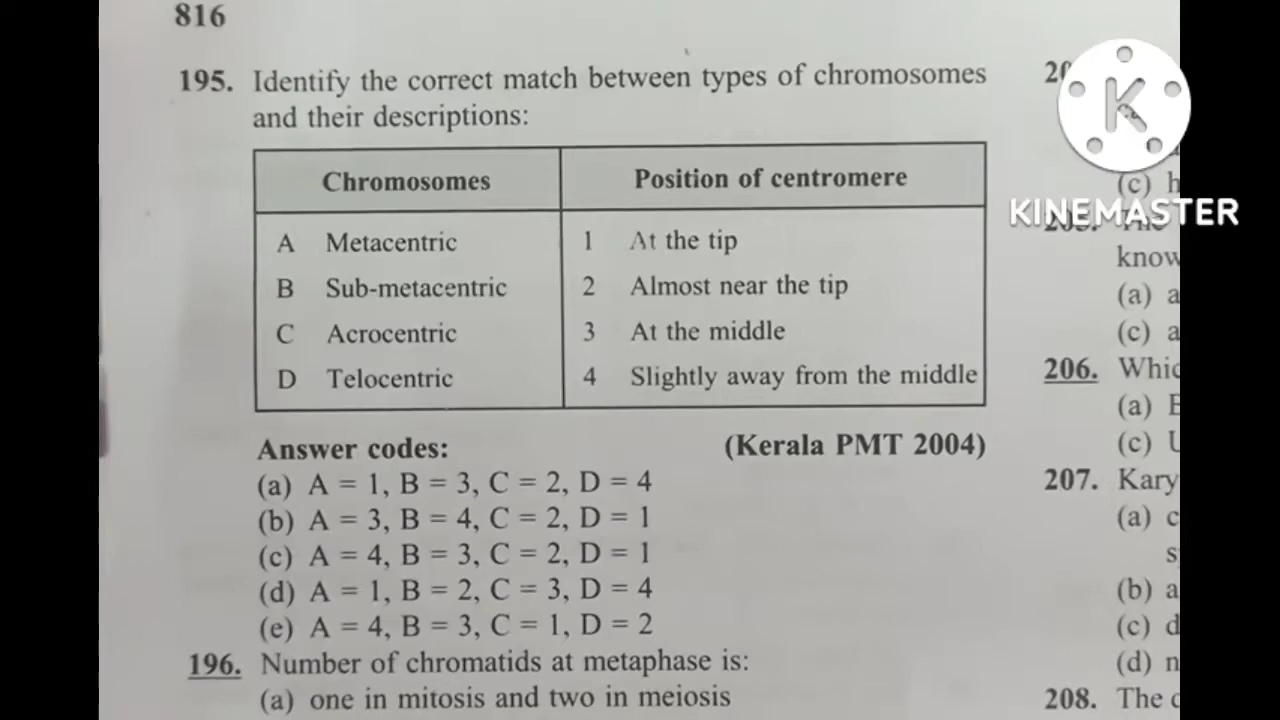 816
195. Identify the correct match between types of chromosomes
and their descriptions:
Chromosomes Position of centromere
A Metacentric 1 At the tip
B Sub-metacentric 2 Almost near the tip
C Acrocentric 3 At the middle
D Telocentric 4 Slightly away from the middle
Answer codes: (Kerala PMT 2004)
(a) A = 1, B = 3, C = 2, D = 4
(b) A = 3, B = 4, C = 2, D = 1
(c) A = 4, B = 3, C = 2, D = 1
(d) A = 1, B = 2, C = 3, D = 4
(e) A = 4, B = 3, C = 1, D = 2
196. Number of chromatids at metaphase is:
(a) one in mitosis and two in meiosis
K
KINEMASTER
(c) h
know
(a) a
(c) a
206. Whic
(a) E
(c) U
207. Kary
(a) c
s
(b) a
(c) d
(d) n
208. The c